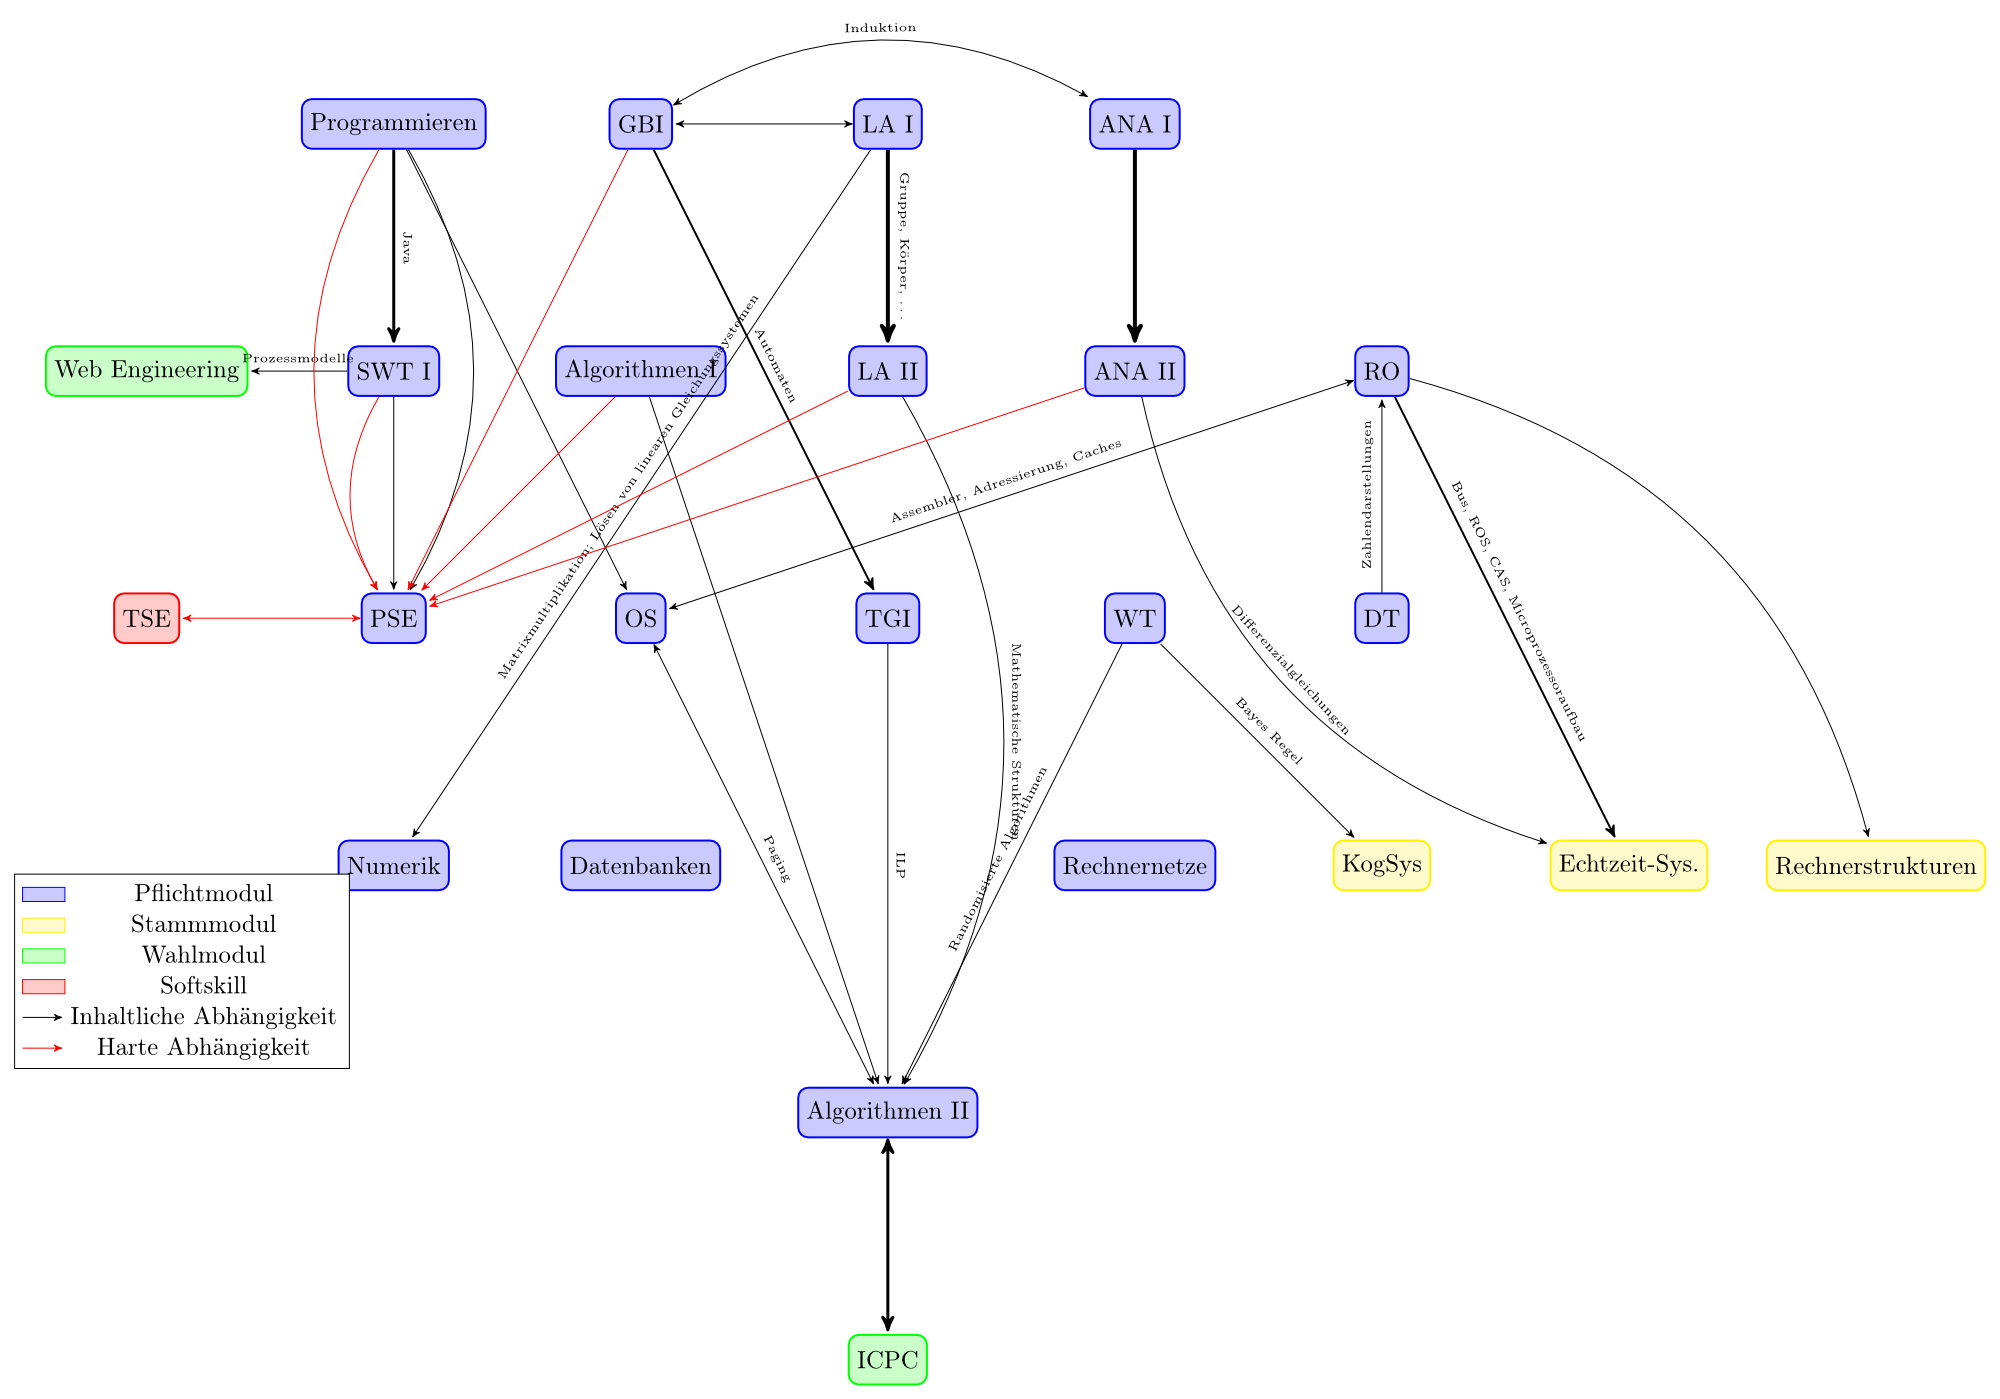 Induktion
Programmieren
GBI
LA I
ANA I
Java
Gruppe, Körper, . . .
Automaten
Web Engineering
Prozessmodelle
SWT I
Algorithmen I
LA II
ANA II
RO
Matrixmultiplikation; Lösen von linearen Gleichungssystemen
Assembler, Adressierung, Caches
Zahlendarstellungen
Bus, ROS, CAS, Microprozessoraufbau
TSE
PSE
OS
TGI
WT
DT
Mathematische Strukturen
Differenzialgleichungen
Bayes Regel
Randomisierte Algorithmen
Paging
ILP
Numerik
Datenbanken
Rechnernetze
KogSys
Echtzeit-Sys.
Rechnerstrukturen
Pflichtmodul
Stammmodul
Wahlmodul
Softskill
Inhaltliche Abhängigkeit
Harte Abhängigkeit
Algorithmen II
ICPC